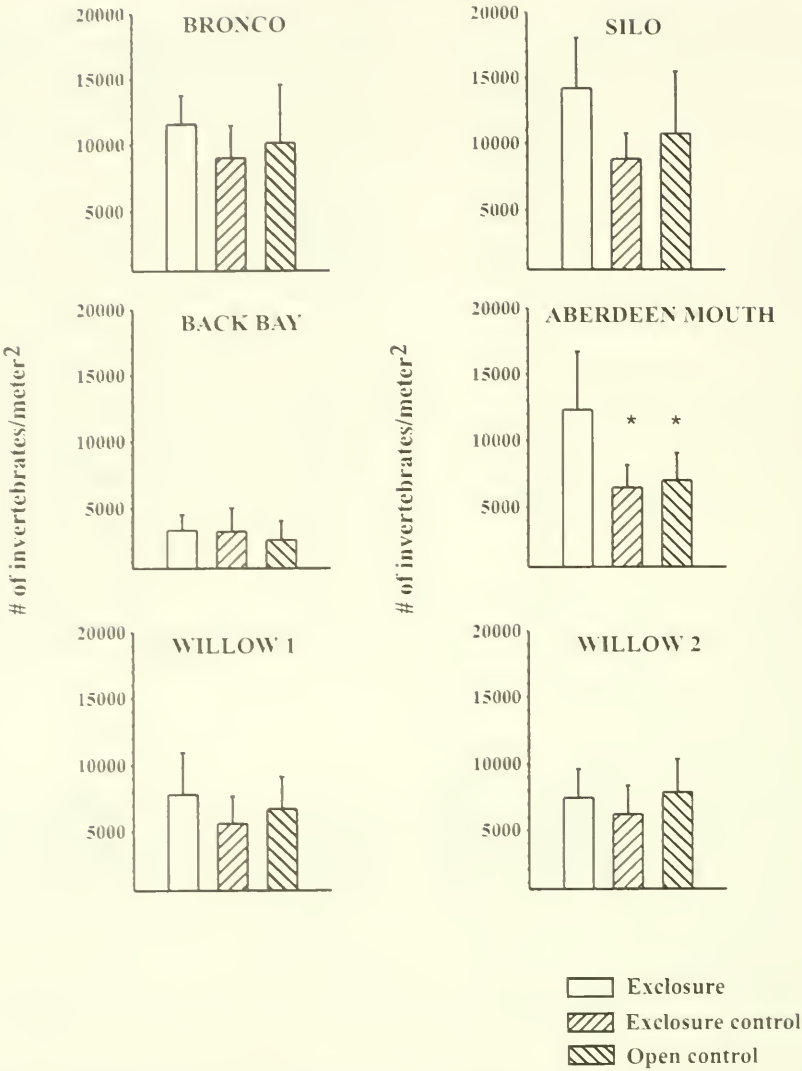 BRONCO
20000
15000
10000
5000
SILO
20000
15000
10000
5000
# of invertebrates/meter2
BACK BAY
20000
15000
10000
5000
# of invertebrates/meter2
ABERDEEN MOUTH
20000
15000
10000
5000
* *
WILLOW 1
20000
15000
10000
5000
WILLOW 2
20000
15000
10000
5000
Exclosure
Exclosure control
Open control